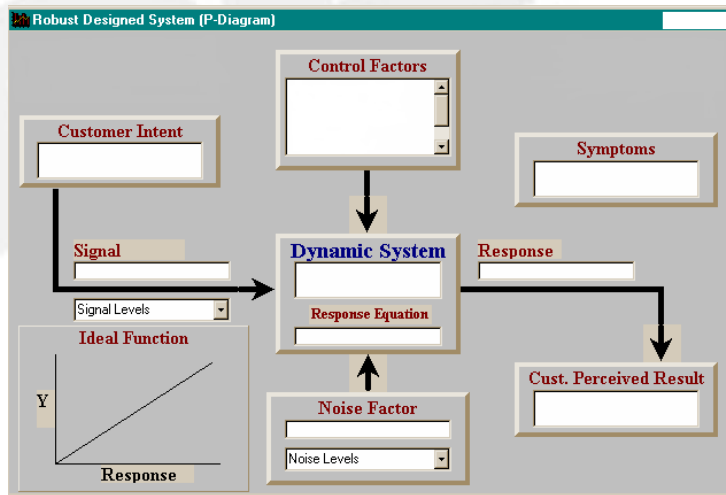 Robust Designed System (P-Diagram)
Control Factors
Customer Intent
Symptoms
Signal
Dynamic System
Response
Signal Levels
Response Equation
Ideal Function
Y
Response
Noise Factor
Noise Levels
Cust. Perceived Result